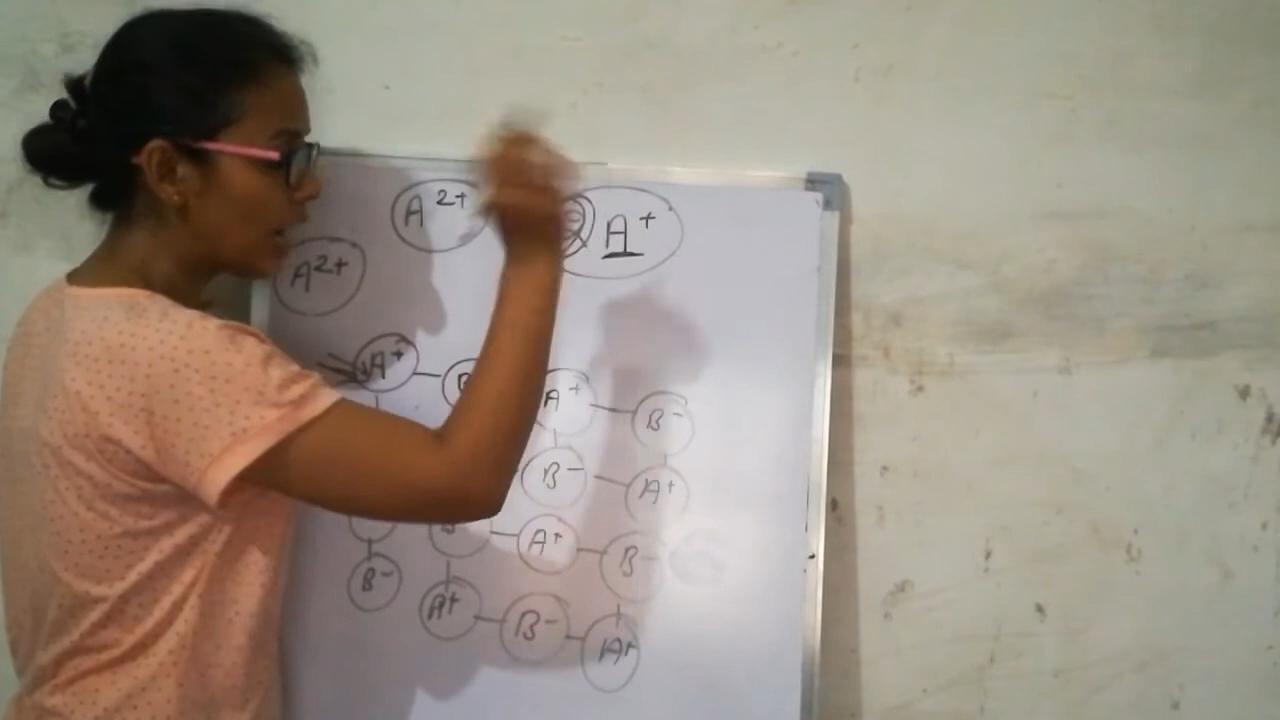 A²⁺ A⁺
A²⁺
A⁺ A⁺ B⁻
B⁻ A⁺
A⁺ B⁻
B⁻ A⁺ B⁻ A⁺